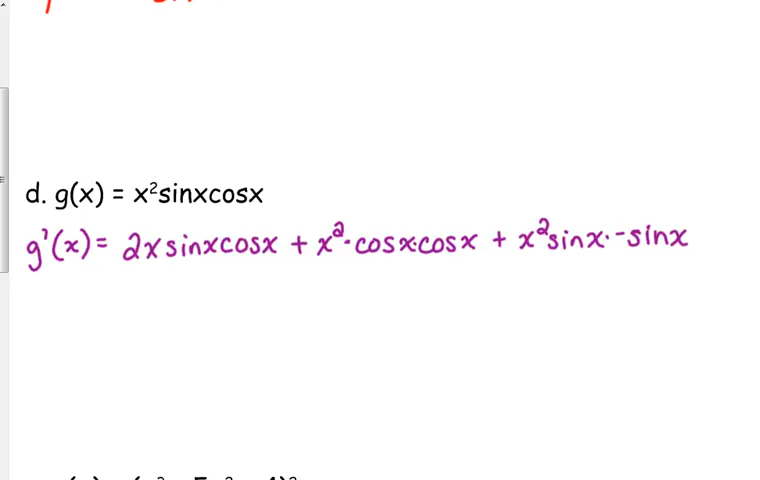 d. g(x) = x²sinxcosx
g'(x) = 2x sinxcosx + x²·cosx·cosx + x²sinx·-sinx